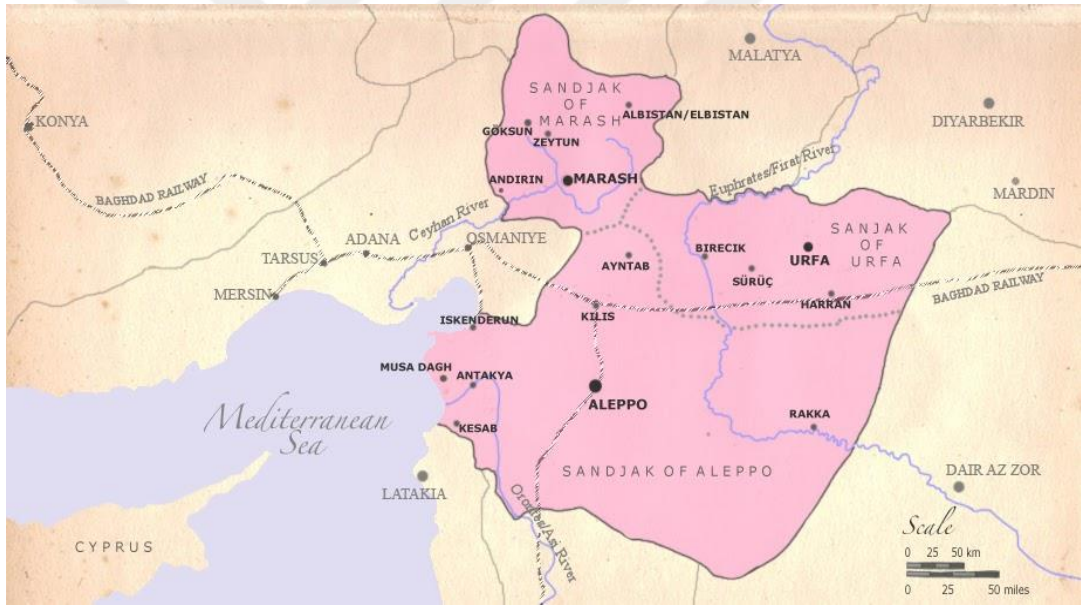 MALATYA
SANDJAK
OF
MARASH
ALBISTAN/ELBISTAN
GÖKSUN
ZEYTUN
KONYA
DIYARBEKIR
Euphrates/Firat River
ANDIRIN
MARASH
MARDIN
BAGHDAD RAILWAY
Ceyhan River
SANJAK
OF
URFA
ADANA
OSMANIYE
TARSUS
AYNTAB
BIRECIK
URFA
SÜRÜÇ
MERSIN
HARRAN
BAGHDAD RAILWAY
KILIS
ISKENDERUN
MUSA DAGH
ANTAKYA
ALEPPO
Mediterranean
Sea
KESAB
RAKKA
SANDJAK OF ALEPPO
DAIR AZ ZOR
LATAKIA
Orontes/Asi River
CYPRUS
Scale
0 25 50 km
0 25 50 miles